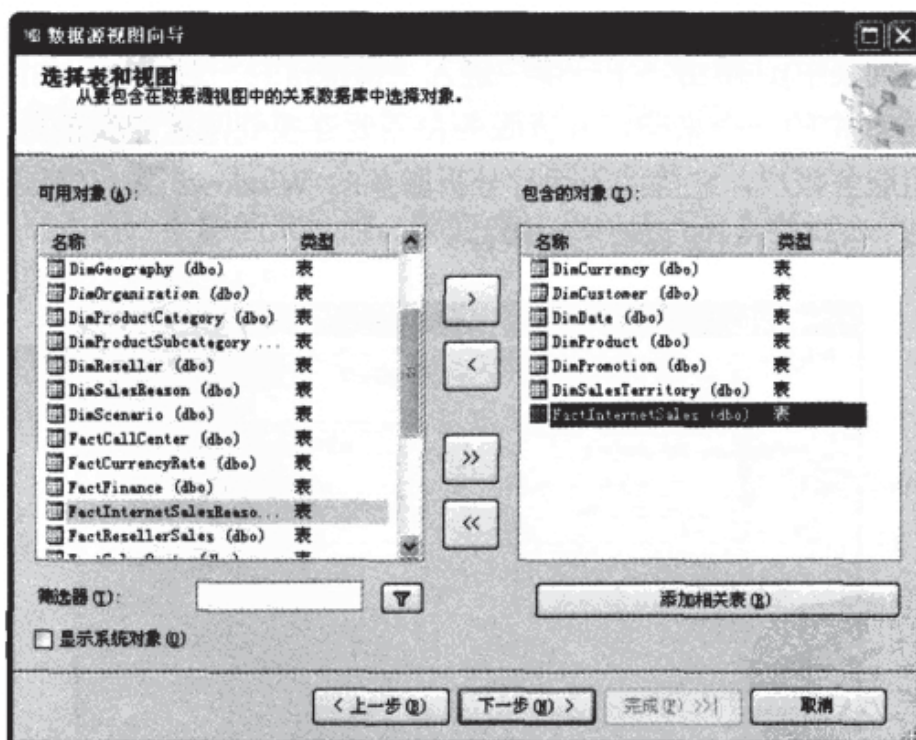 数据源视图向导
选择表和视图
从要包含在数据源视图中的关系数据库中选择对象。
可用对象(A):
名称 类型
DimGeography (dbo) 表
DimOrganization (dbo) 表
DimProductCategory (dbo) 表
DimProductSubcategory ... 表
DimReseller (dbo) 表
DimSalesReason (dbo) 表
DimScenario (dbo) 表
FactCallCenter (dbo) 表
FactCurrencyRate (dbo) 表
FactFinance (dbo) 表
FactInternetSalesReaso... 表
FactResellerSales (dbo) 表
>
<
>>
<<
包含的对象(I):
名称 类型
DimCurrency (dbo) 表
DimCustomer (dbo) 表
DimDate (dbo) 表
DimProduct (dbo) 表
DimPromotion (dbo) 表
DimSalesTerritory (dbo) 表
FactInternetSales (dbo) 表
筛选器(T):
添加相关表(R)
显示系统对象
< 上一步(B)
下一步(N) >
完成(F) >>|
取消